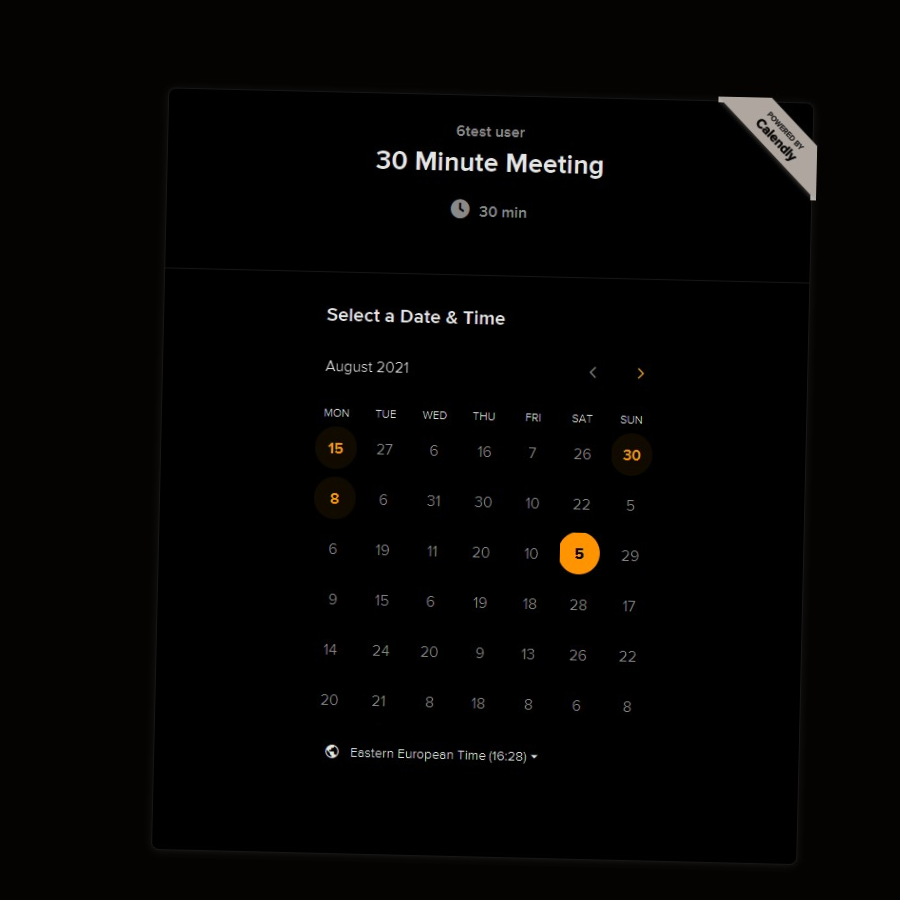 POWERED BY
Calendly
6test user
30 Minute Meeting
30 min
Select a Date & Time
August 2021
MON TUE WED THU FRI SAT SUN
15 27 6 16 7 26 30
8 6 31 30 10 22 5
6 19 11 20 10 5 29
9 15 6 19 18 28 17
14 24 20 9 13 26 22
20 21 8 18 8 6 8
Eastern European Time (16:28)